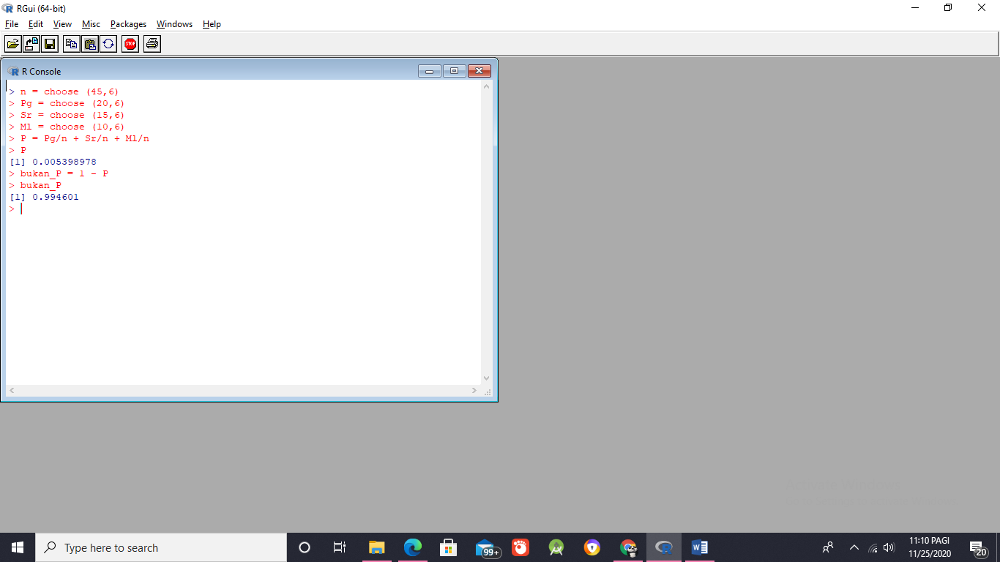 RGui (64-bit)
File Edit View Misc Packages Windows Help
STOP
R Console
> n = choose (45,6)
> Pg = choose (20,6)
> Sr = choose (15,6)
> Ml = choose (10,6)
> P = Pg/n + Sr/n + Ml/n
> P
[1] 0.005398978
> bukan_P = 1 - P
> bukan_P
[1] 0.994601
>
Type here to search
99+
11:10 PAGI
11/25/2020
20